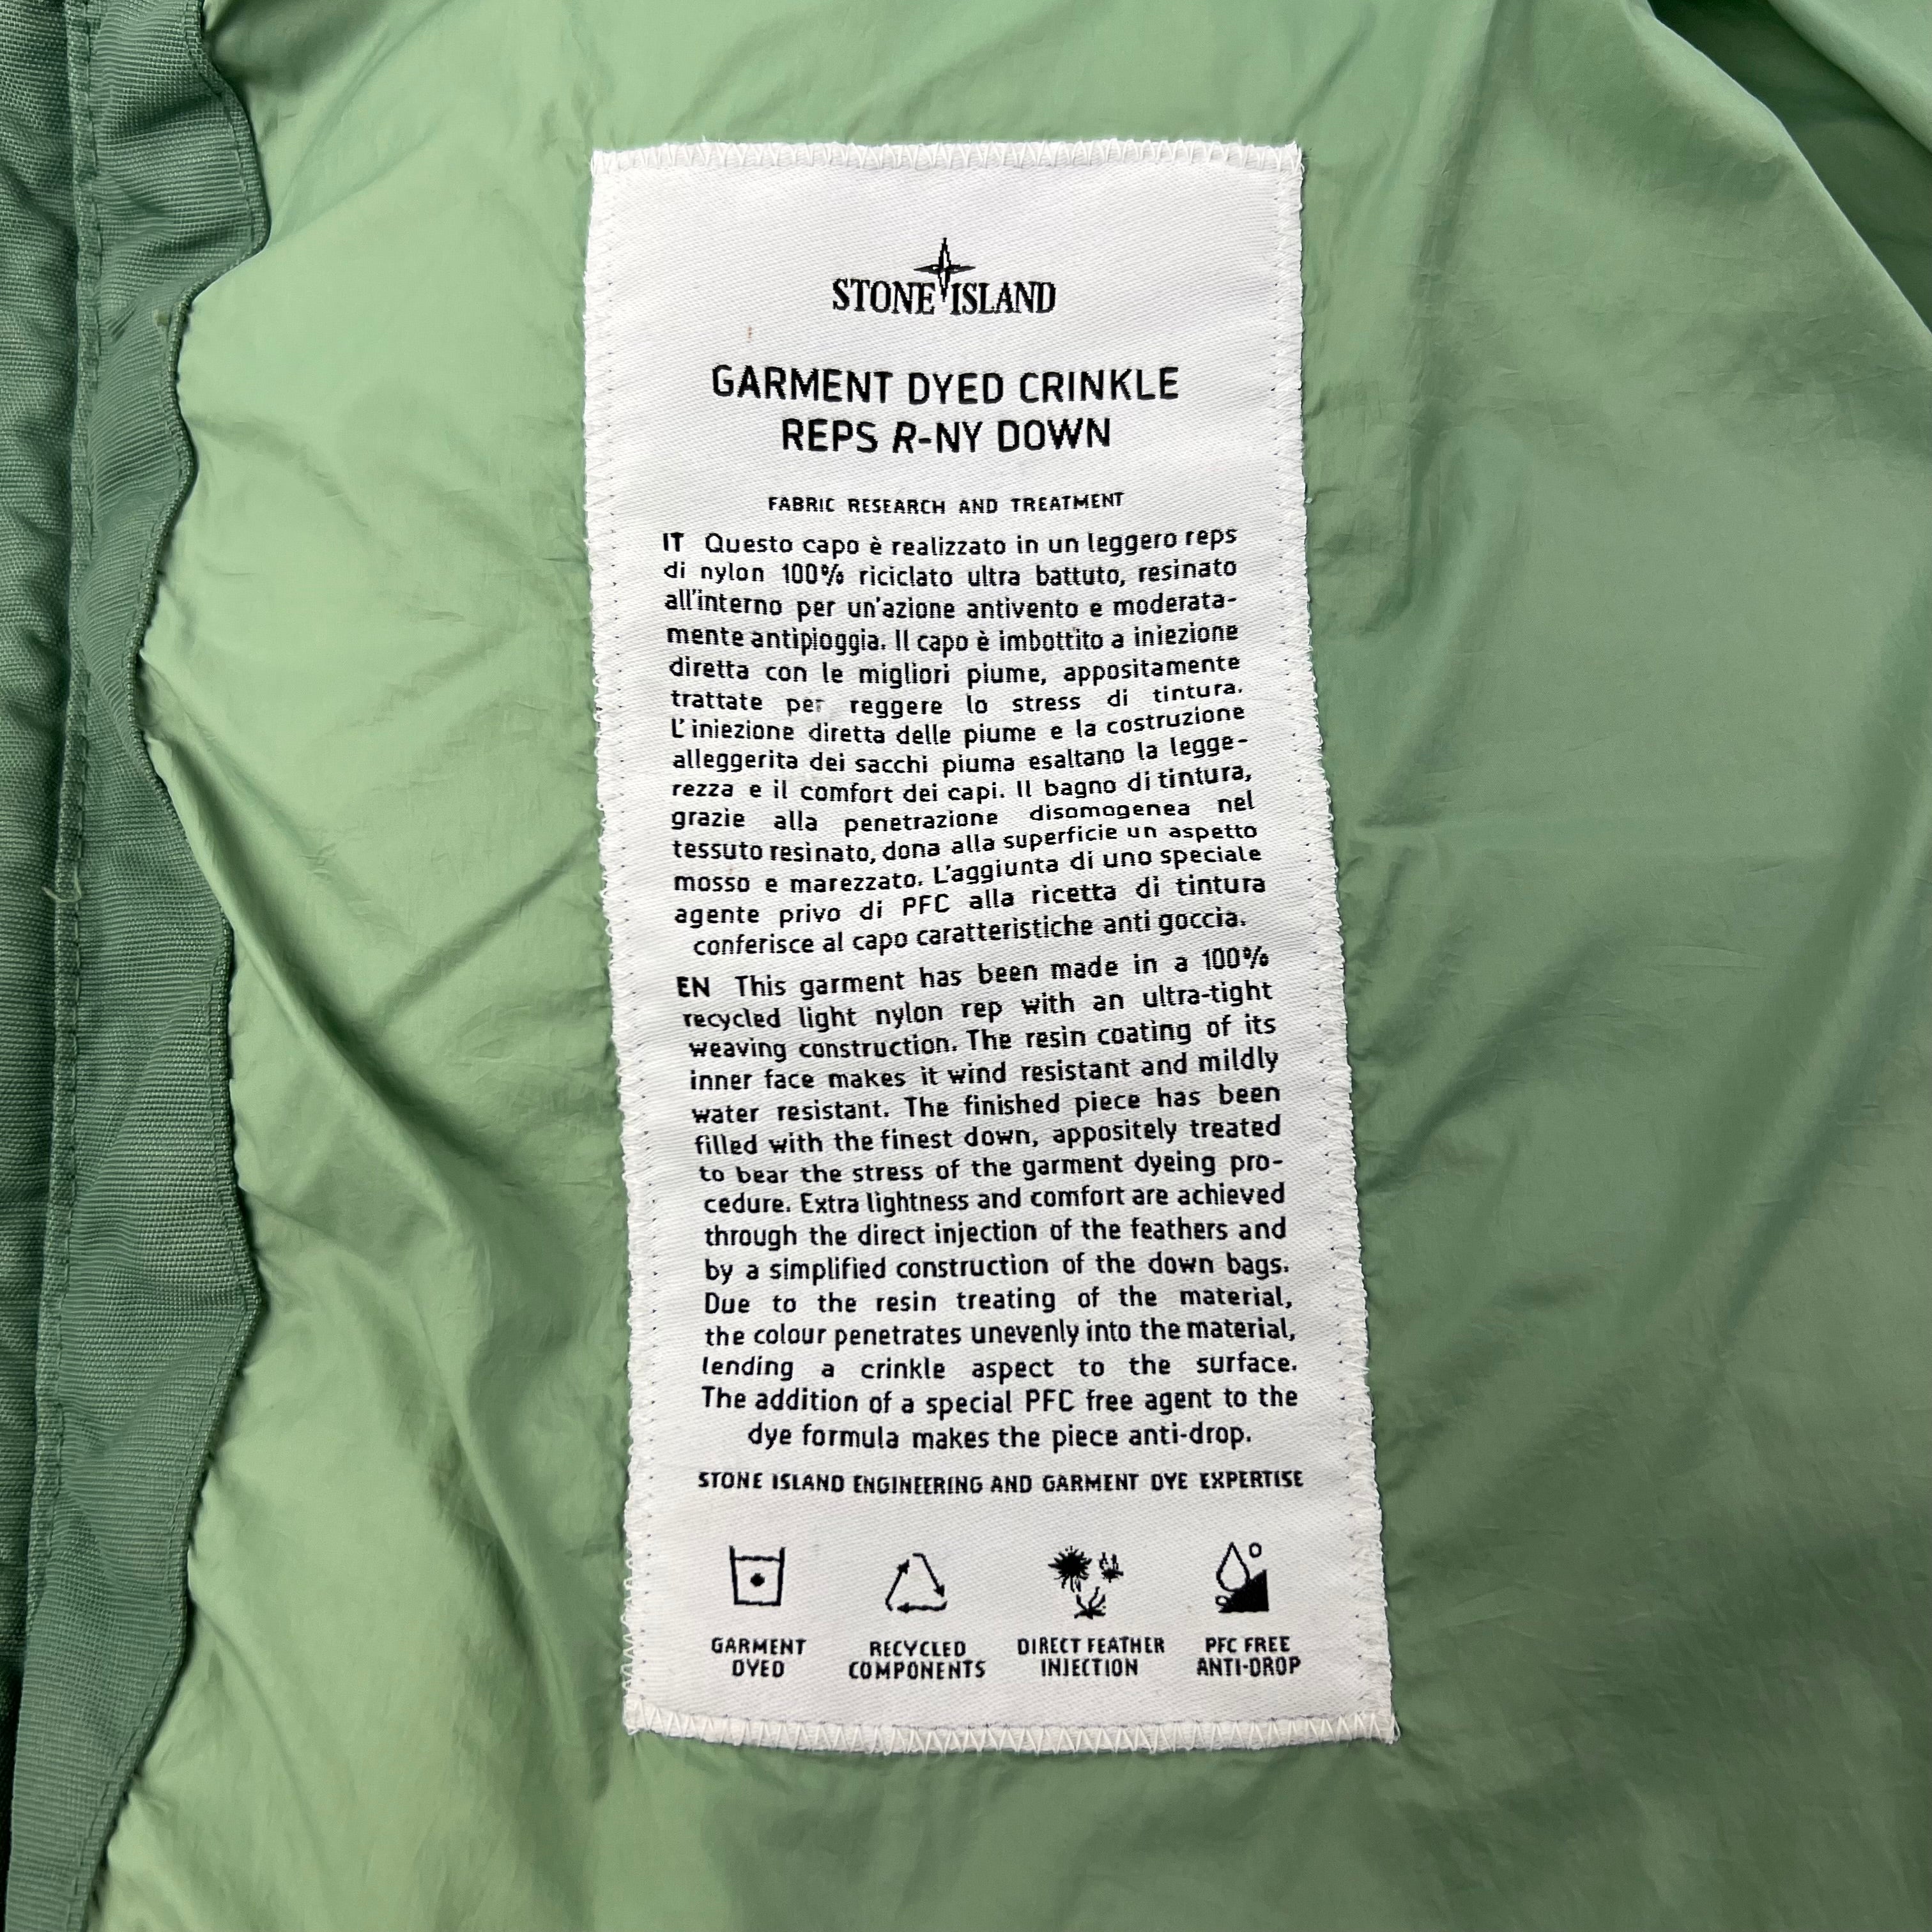 STONE ISLAND
GARMENT DYED CRINKLE
REPS R-NY DOWN
FABRIC RESEARCH AND TREATMENT
IT Questo capo è realizzato in un leggero reps
di nylon 100% riciclato ultra battuto, resinato
all'interno per un'azione antivento e moderata-
mente antipioggia. Il capo è imbottito a iniezione
diretta con le migliori piume, appositamente
trattate per reggere lo stress di tintura.
L'iniezione diretta delle piume e la costruzione
alleggerita dei sacchi piuma esaltano la legge-
rezza e il comfort dei capi. Il bagno di tintura,
grazie alla penetrazione disomogenea nel
tessuto resinato, dona alla superficie un aspetto
mosso e marezzato. L'aggiunta di uno speciale
agente privo di PFC alla ricetta di tintura
conferisce al capo caratteristiche anti goccia.
EN This garment has been made in a 100%
recycled light nylon rep with an ultra-tight
weaving construction. The resin coating of its
inner face makes it wind resistant and mildly
water resistant. The finished piece has been
filled with the finest down, appositely treated
to bear the stress of the garment dyeing pro-
cedure. Extra lightness and comfort are achieved
through the direct injection of the feathers and
by a simplified construction of the down bags.
Due to the resin treating of the material,
the colour penetrates unevenly into the material,
lending a crinkle aspect to the surface.
The addition of a special PFC free agent to the
dye formula makes the piece anti-drop.
STONE ISLAND ENGINEERING AND GARMENT DYE EXPERTISE
GARMENT
DYED
RECYCLED
COMPONENTS
DIRECT FEATHER
INJECTION
PFC FREE
ANTI-DROP